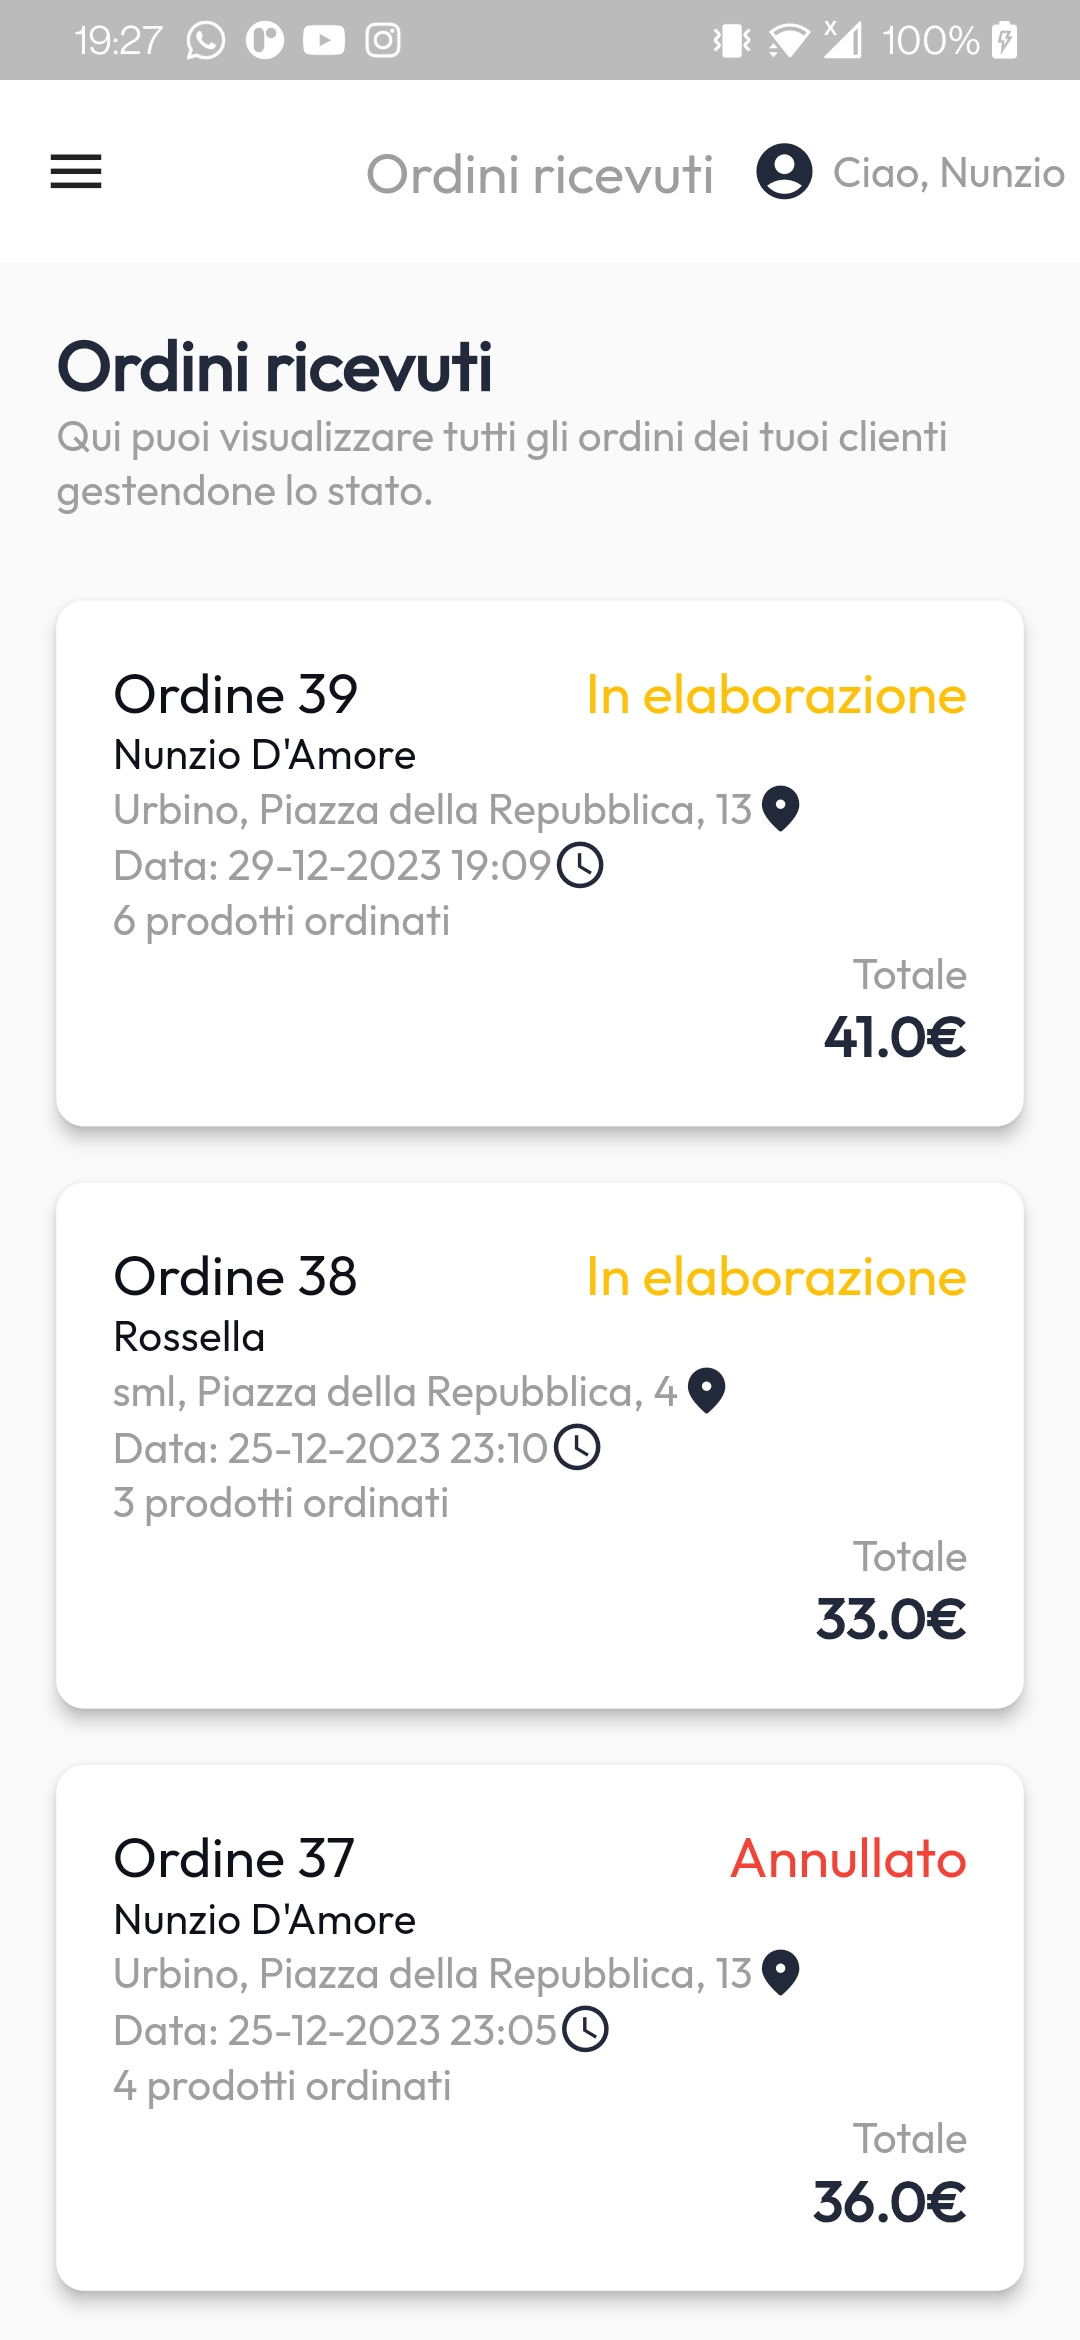 19:27 100%
Ordini ricevuti Ciao, Nunzio
Ordini ricevuti
Qui puoi visualizzare tutti gli ordini dei tuoi clienti
gestendone lo stato.
Ordine 39 In elaborazione
Nunzio D'Amore
Urbino, Piazza della Repubblica, 13
Data: 29-12-2023 19:09
6 prodotti ordinati
Totale
41.0€
Ordine 38 In elaborazione
Rossella
sml, Piazza della Repubblica, 4
Data: 25-12-2023 23:10
3 prodotti ordinati
Totale
33.0€
Ordine 37 Annullato
Nunzio D'Amore
Urbino, Piazza della Repubblica, 13
Data: 25-12-2023 23:05
4 prodotti ordinati
Totale
36.0€